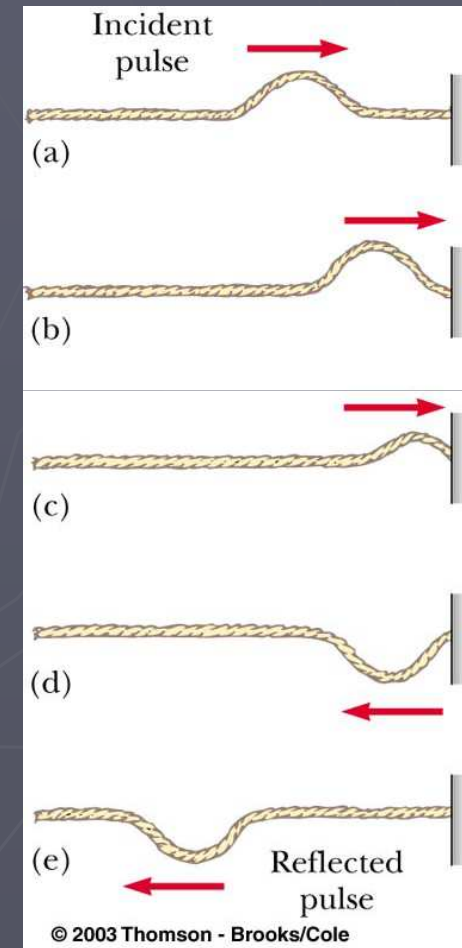 Incident
pulse
(a)
(b)
(c)
(d)
(e)
Reflected
pulse
© 2003 Thomson - Brooks/Cole